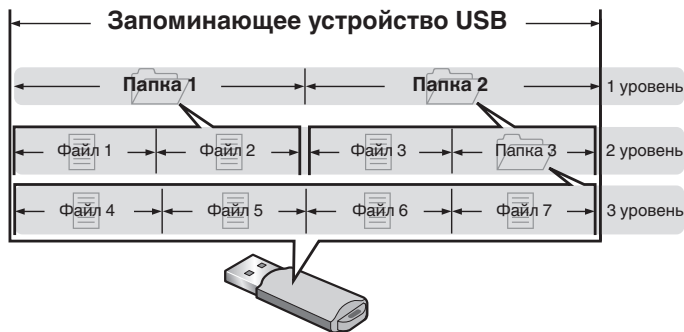 Запоминающее устройство USB
Папка 1 Папка 2 1 уровень
Файл 1 Файл 2 Файл 3 Папка 3 2 уровень
Файл 4 Файл 5 Файл 6 Файл 7 3 уровень